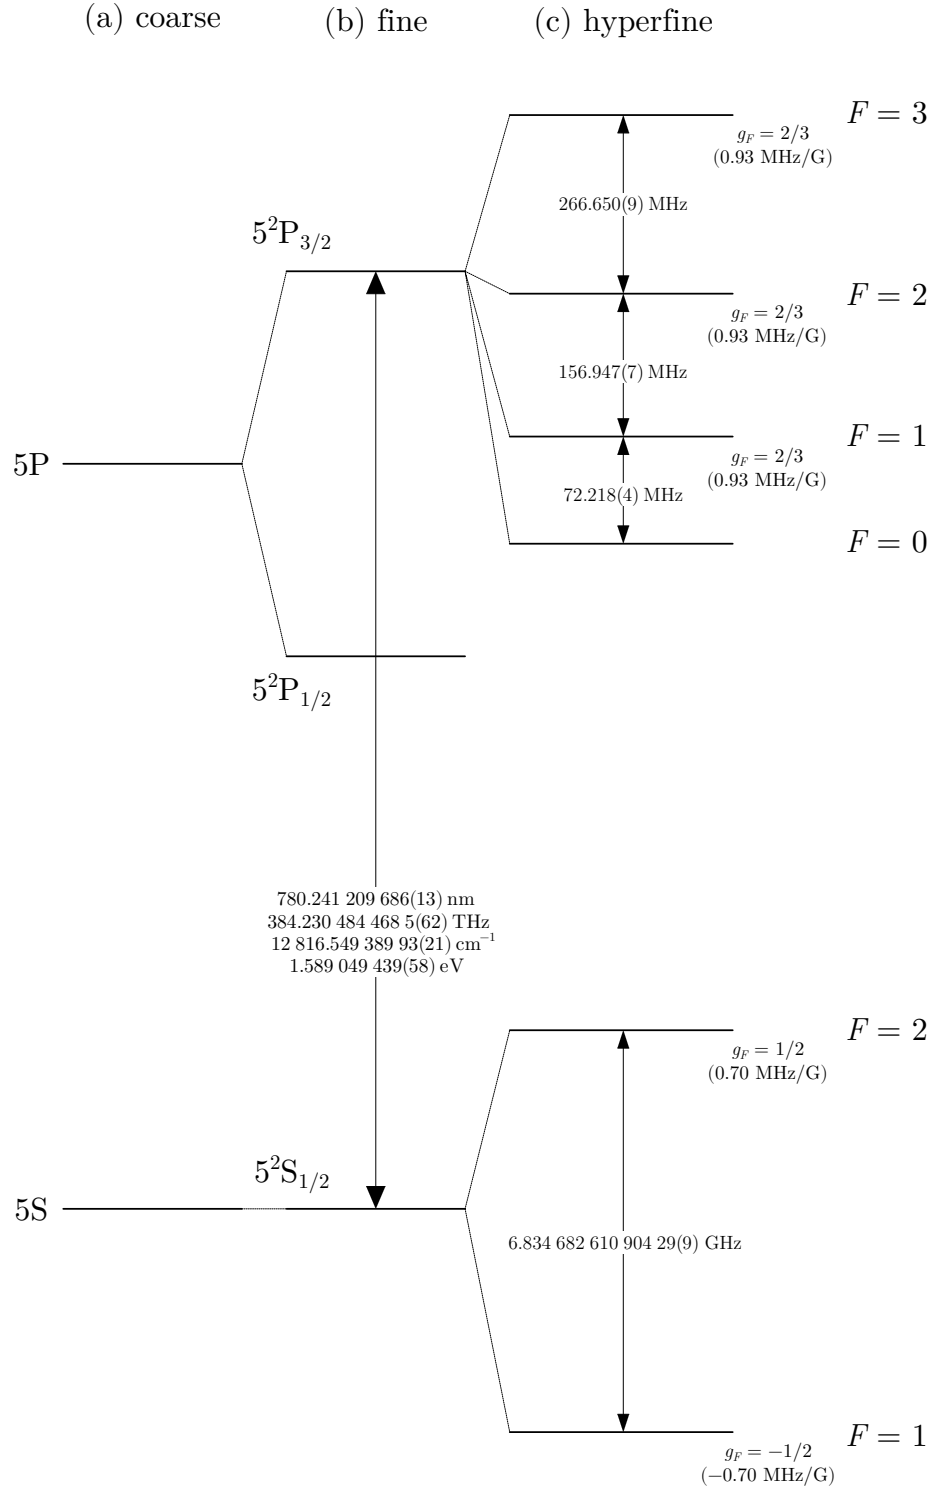 (a) coarse
(b) fine
(c) hyperfine
F = 3
g_F = 2/3
(0.93 MHz/G)
266.650(9) MHz
5²P₃/₂
F = 2
g_F = 2/3
(0.93 MHz/G)
156.947(7) MHz
F = 1
5P
g_F = 2/3
(0.93 MHz/G)
72.218(4) MHz
F = 0
5²P₁/₂
780.241 209 686(13) nm
384.230 484 468 5(62) THz
12 816.549 389 93(21) cm⁻¹
1.589 049 439(58) eV
F = 2
g_F = 1/2
(0.70 MHz/G)
5²S₁/₂
5S
6.834 682 610 904 29(9) GHz
F = 1
g_F = −1/2
(−0.70 MHz/G)